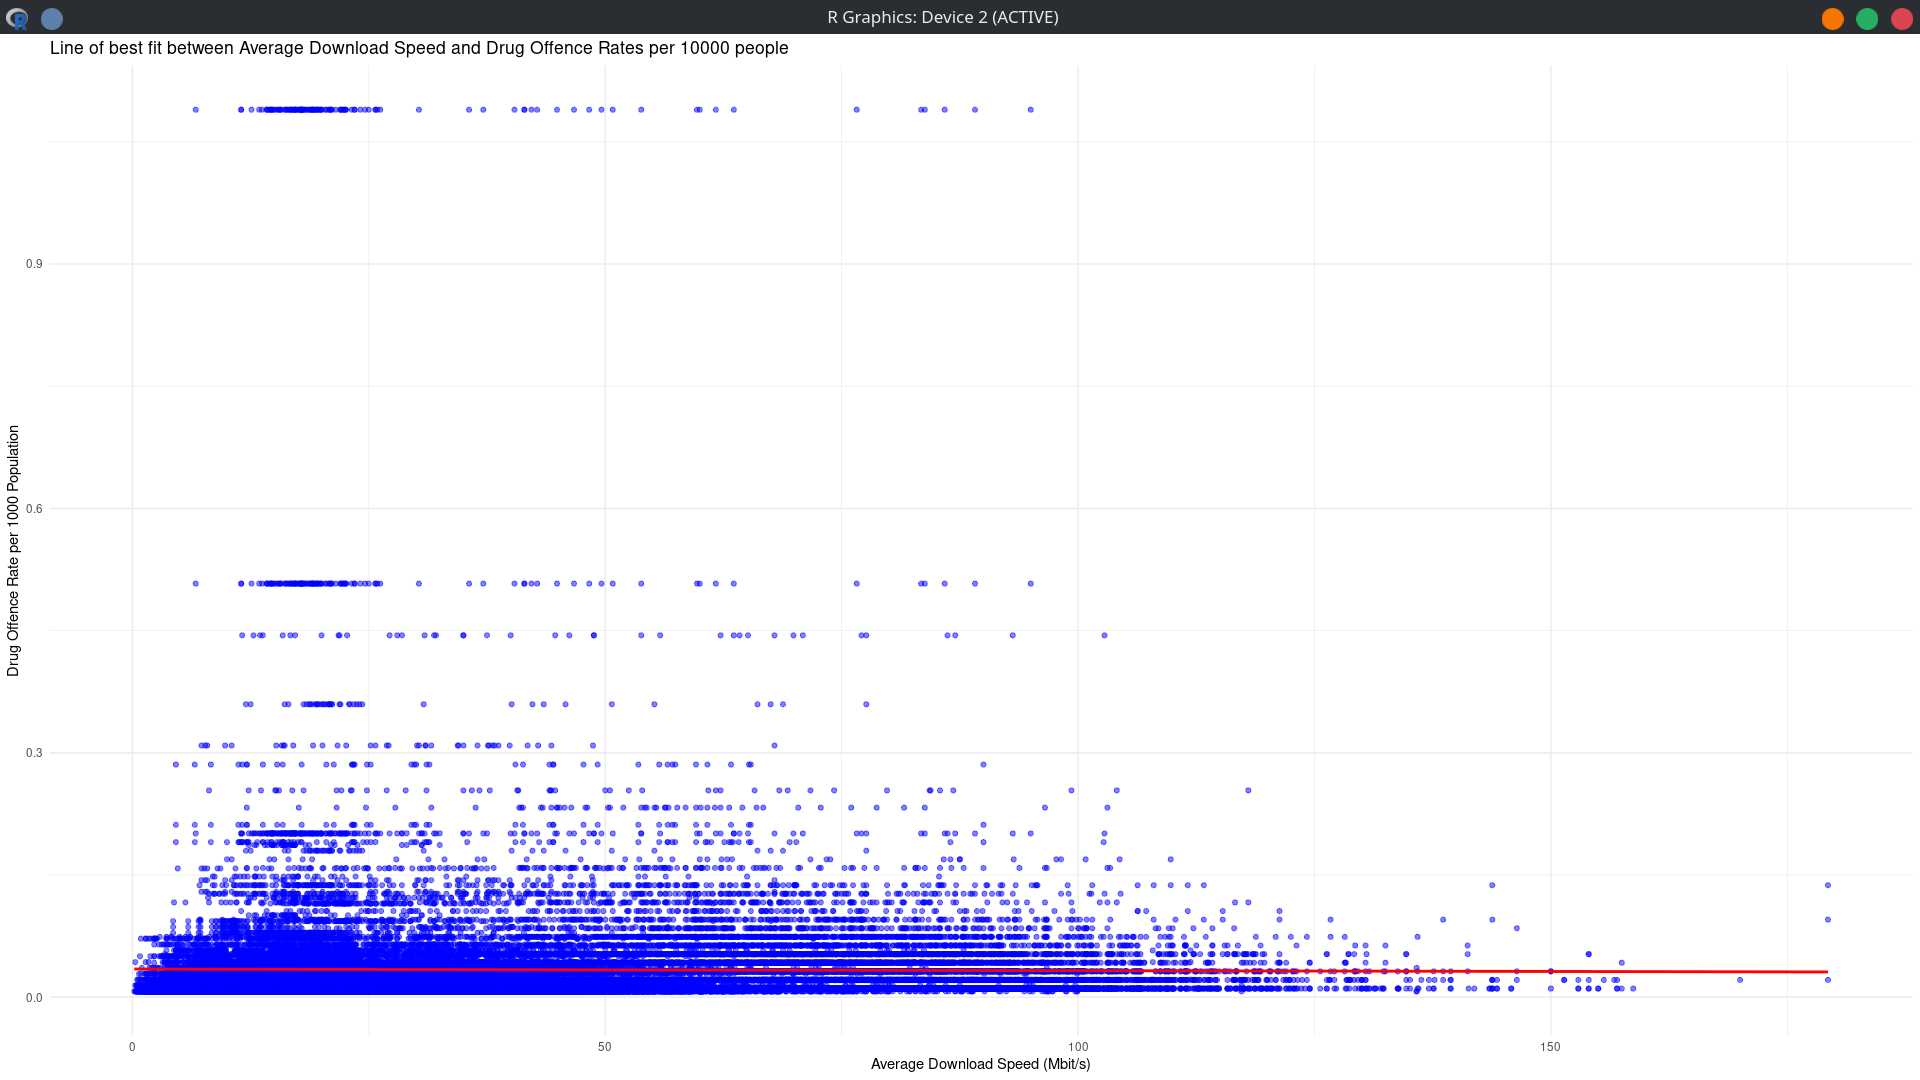 R Graphics: Device 2 (ACTIVE)
Line of best fit between Average Download Speed and Drug Offence Rates per 10000 people
Drug Offence Rate per 1000 Population
0.9
0.6
0.3
0.0
0 50 100 150
Average Download Speed (Mbit/s)